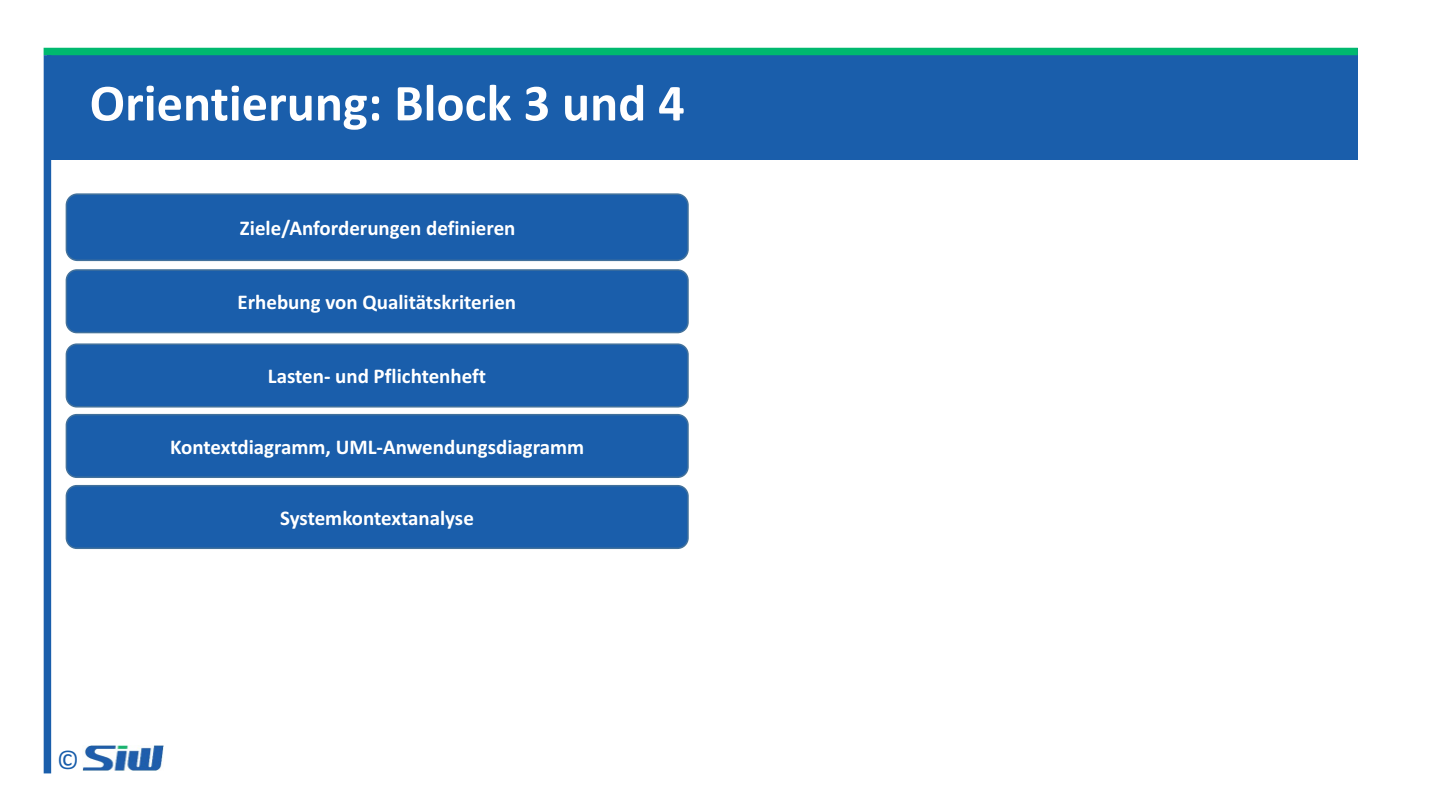 Orientierung: Block 3 und 4
Ziele/Anforderungen definieren
Erhebung von Qualitätskriterien
Lasten- und Pflichtenheft
Kontextdiagramm, UML-Anwendungsdiagramm
Systemkontextanalyse
© SiW